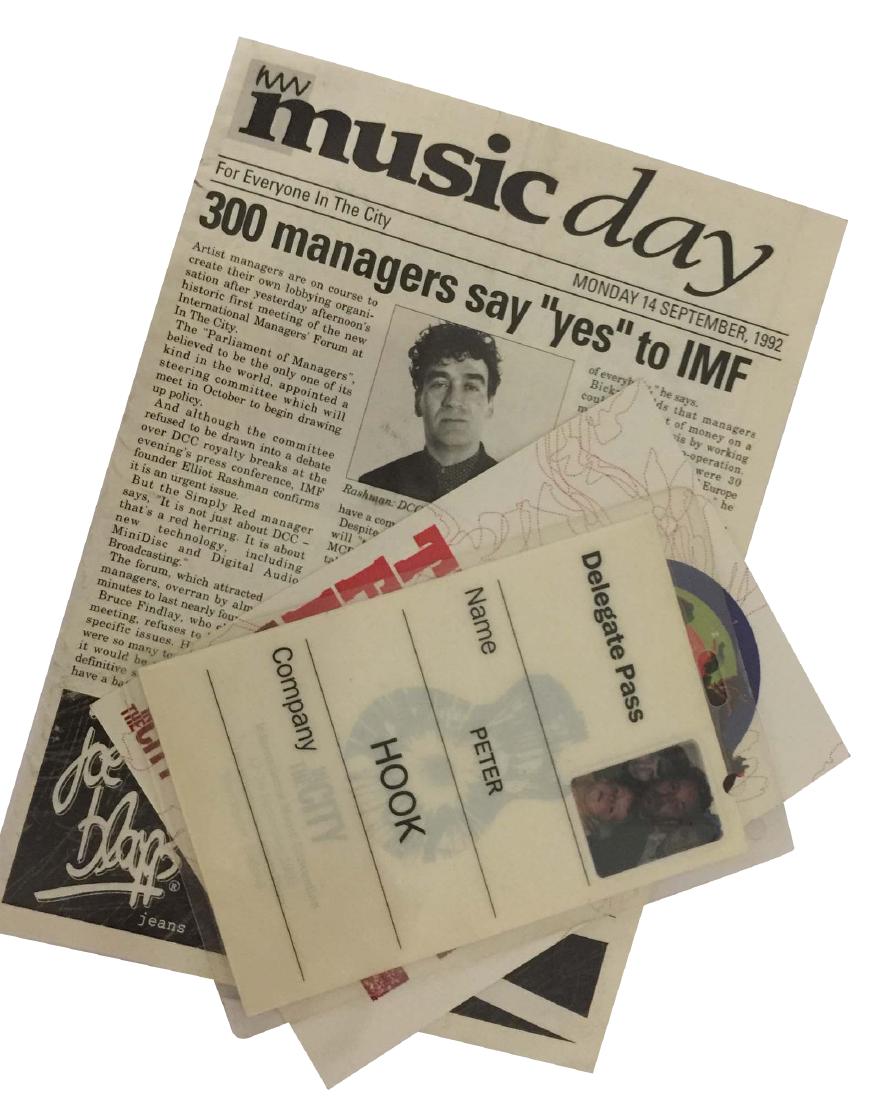 music day
For Everyone In The City
MONDAY 14 SEPTEMBER, 1992
300 managers say "yes" to IMF
Artist managers are on course to
create their own lobbying organi-
sation after yesterday afternoon's
historic first meeting of the new
International Managers' Forum at
In The City.
The "Parliament of Managers",
believed to be the only one of its
kind in the world, appointed a
steering committee which will
meet in October to begin drawing
up policy.
And although the committee
refused to be drawn into a debate
over DCC royalty breaks at the
evening's press conference, IMF
founder Elliot Rashman confirms
it is an urgent issue.
But the Simply Red manager
says, "It is not just about DCC –
that's a red herring. It is about
new technology, including
MiniDisc and Digital Audio
Broadcasting."
The forum, which attracted
managers, overran by
minutes to last nearly
Bruce Findlay, who
meeting, refuses to
specific issues.
were so many
it would be
definitive
have a
Rashman: DCC
have a
Despite
will
of he says.
that managers
of money on a
by working
were 30
Europe
he
joe bloggs ®
jeans
IN THE CITY
Delegate Pass
Name
PETER
HOOK
Company
CITY